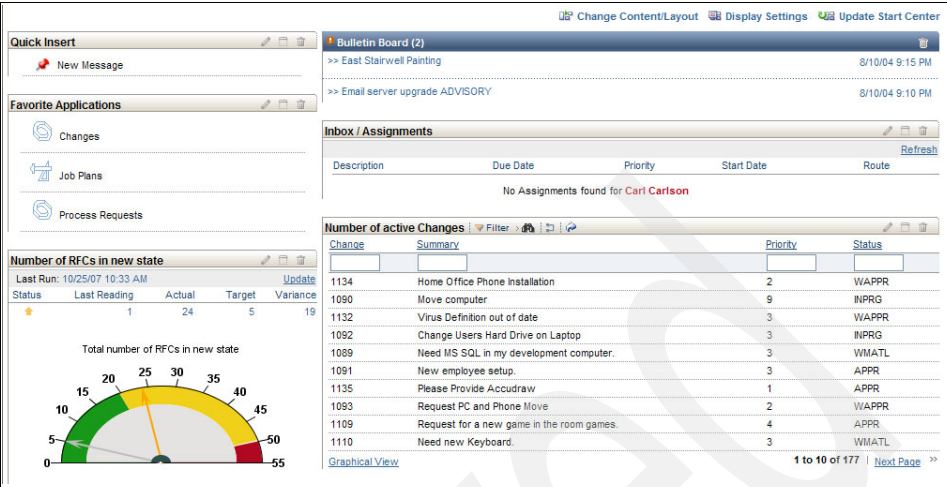 Change Content/Layout Display Settings Update Start Center
Quick Insert
New Message
Favorite Applications
Changes
Job Plans
Process Requests
Number of RFCs in new state
Last Run: 10/25/07 10:33 AM Update
Status Last Reading Actual Target Variance
1 24 5 19
Total number of RFCs in new state
0 5 10 15 20 25 30 35 40 45 50 55
Bulletin Board (2)
>> East Stairwell Painting 8/10/04 9:15 PM
>> Email server upgrade ADVISORY 8/10/04 9:10 PM
Inbox / Assignments
Refresh
Description Due Date Priority Start Date Route
No Assignments found for Carl Carlson
Number of active Changes Filter
Change Summary Priority Status
1134 Home Office Phone Installation 2 WAPPR
1090 Move computer 9 INPRG
1132 Virus Definition out of date 3 WAPPR
1092 Change Users Hard Drive on Laptop 3 INPRG
1089 Need MS SQL in my development computer. 3 WMATL
1091 New employee setup. 3 APPR
1135 Please Provide Accudraw 1 APPR
1093 Request PC and Phone Move 2 WAPPR
1109 Request for a new game in the room games. 4 APPR
1110 Need new Keyboard. 3 WMATL
Graphical View 1 to 10 of 177 Next Page